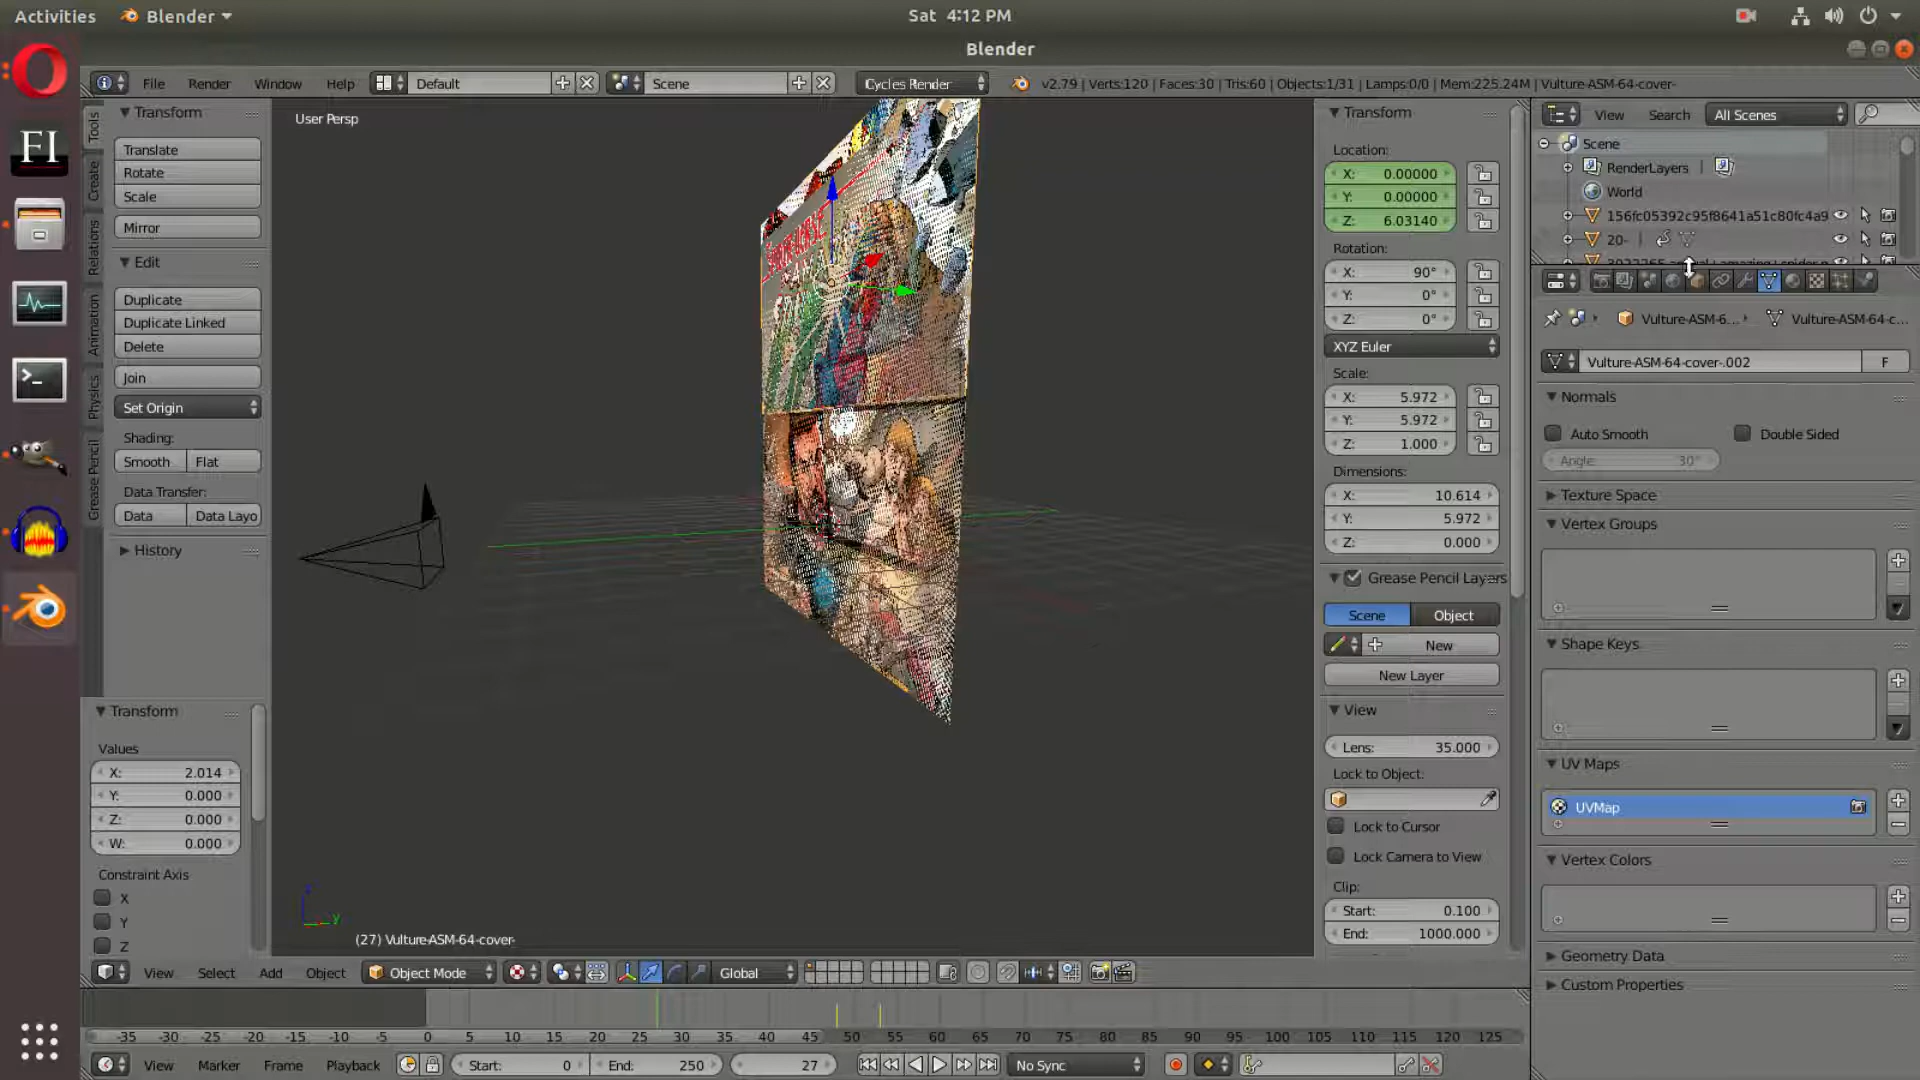 Activities
Blender
Sat 4:12 PM
Blender
File
Render
Window
Help
Default
Scene
Cycles Render
v2.79 | Verts:120 | Faces:30 | Tris:60 | Objects:1/31 | Lamps:0/0 | Mem:225.24M | Vulture-ASM-64-cover-
FI
Tools
Create
Relations
Animation
Physics
Grease Pencil
Transform
Translate
Rotate
Scale
Mirror
Edit
Duplicate
Duplicate Linked
Delete
Join
Set Origin
Shading:
Smooth
Flat
Data Transfer:
Data
Data Layo
History
Transform
Values
X: 2.014
Y: 0.000
Z: 0.000
W: 0.000
Constraint Axis
X
Y
Z
User Persp
(27) Vulture-ASM-64-cover-
Transform
Location:
X: 0.00000
Y: 0.00000
Z: 6.03140
Rotation:
X: 90°
Y: 0°
Z: 0°
XYZ Euler
Scale:
X: 5.972
Y: 5.972
Z: 1.000
Dimensions:
X: 10.614
Y: 5.972
Z: 0.000
Grease Pencil Layers
Scene
Object
New
New Layer
View
Lens: 35.000
Lock to Object:
Lock to Cursor
Lock Camera to View
Clip:
Start: 0.100
End: 1000.000
View
Search
All Scenes
Scene
RenderLayers
World
156fc05392c95f8641a51c80fc4a9
20-
Vulture-ASM-6...
Vulture-ASM-64-c...
Vulture-ASM-64-cover-.002
F
Normals
Auto Smooth
Double Sided
Angle: 30°
Texture Space
Vertex Groups
Shape Keys
UV Maps
UVMap
Vertex Colors
Geometry Data
Custom Properties
View
Select
Add
Object
Object Mode
Global
-35 -30 -25 -20 -15 -10 -5 0 5 10 15 20 25 30 35 40 45 50 55 60 65 70 75 80 85 90 95 100 105 110 115 120 125
View
Marker
Frame
Playback
Start: 0
End: 250
27
No Sync